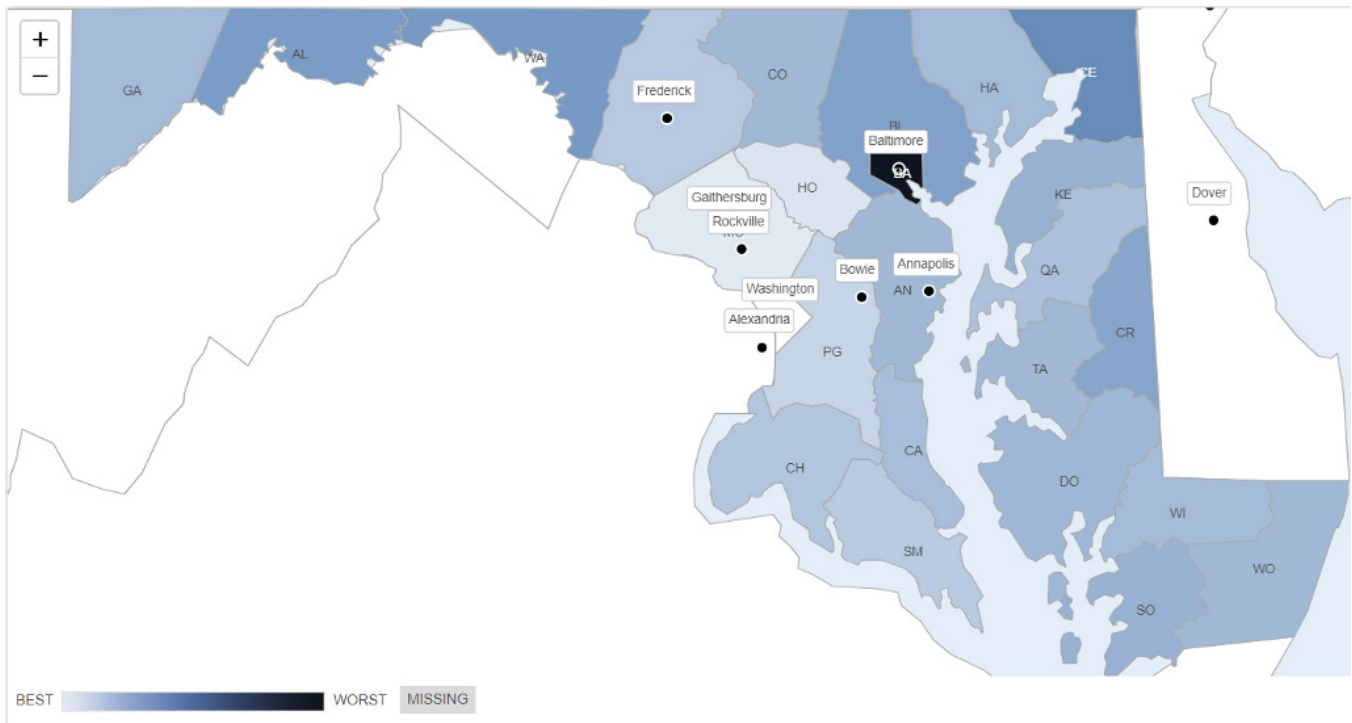 +
−
GA
AL
WA
Frederick
CO
HA
CE
Baltimore
BA
HO
Gaithersburg
Rockville
KE
Dover
Washington
Bowie
Annapolis
AN
QA
Alexandria
PG
TA
CR
CA
CH
DO
SM
WI
WO
SO
BEST
WORST
MISSING